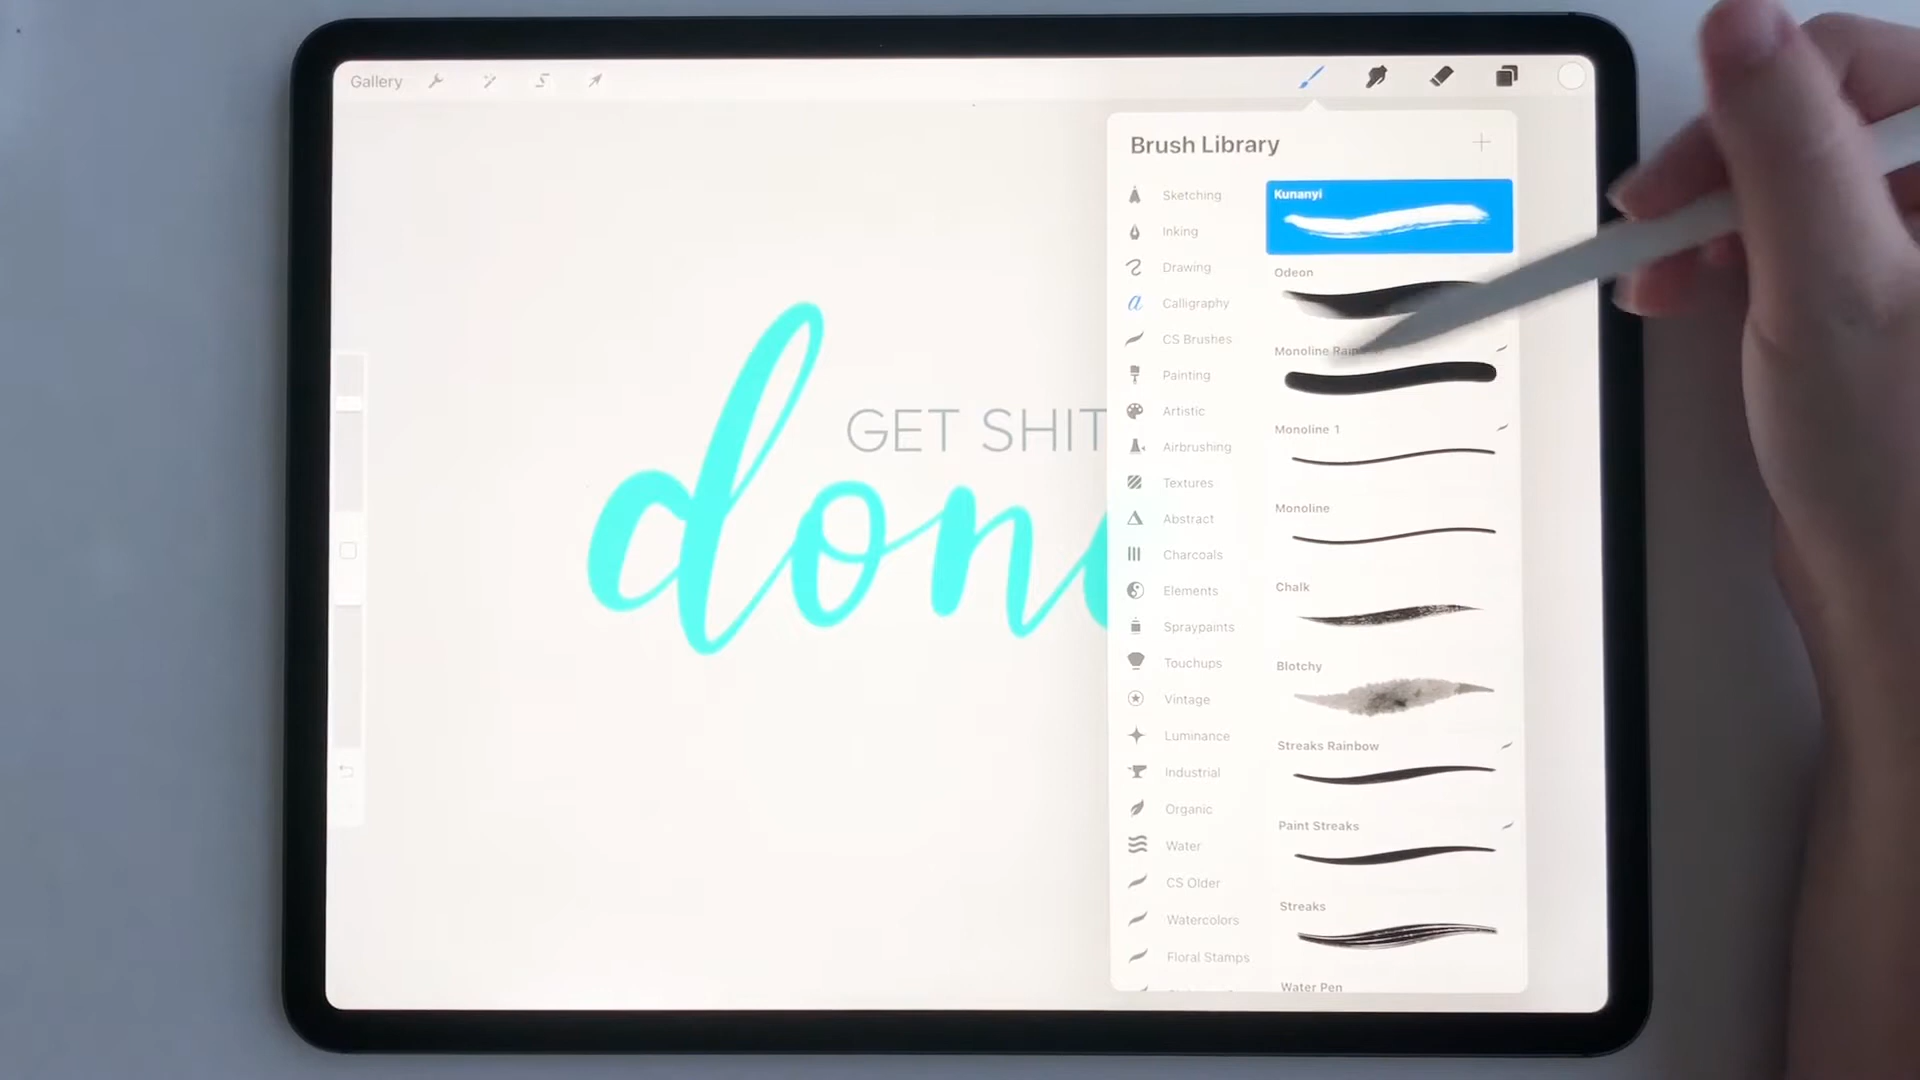 Gallery
Brush Library
Sketching
Inking
Drawing
Calligraphy
CS Brushes
Painting
Artistic
Airbrushing
Textures
Abstract
Charcoals
Elements
Spraypaints
Touchups
Vintage
Luminance
Industrial
Organic
Water
CS Older
Watercolors
Floral Stamps
Kunanyi
Odeon
Monoline
Monoline 1
Monoline
Chalk
Blotchy
Streaks Rainbow
Paint Streaks
Streaks
Water Pen
GET SHIT
done